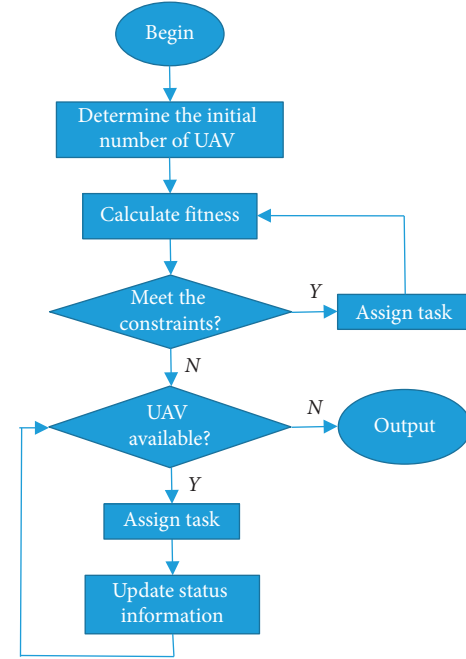 Begin
Determine the initial
number of UAV
Calculate fitness
Meet the
constraints?
Y
Assign task
N
UAV
available?
N
Output
Y
Assign task
Update status
information